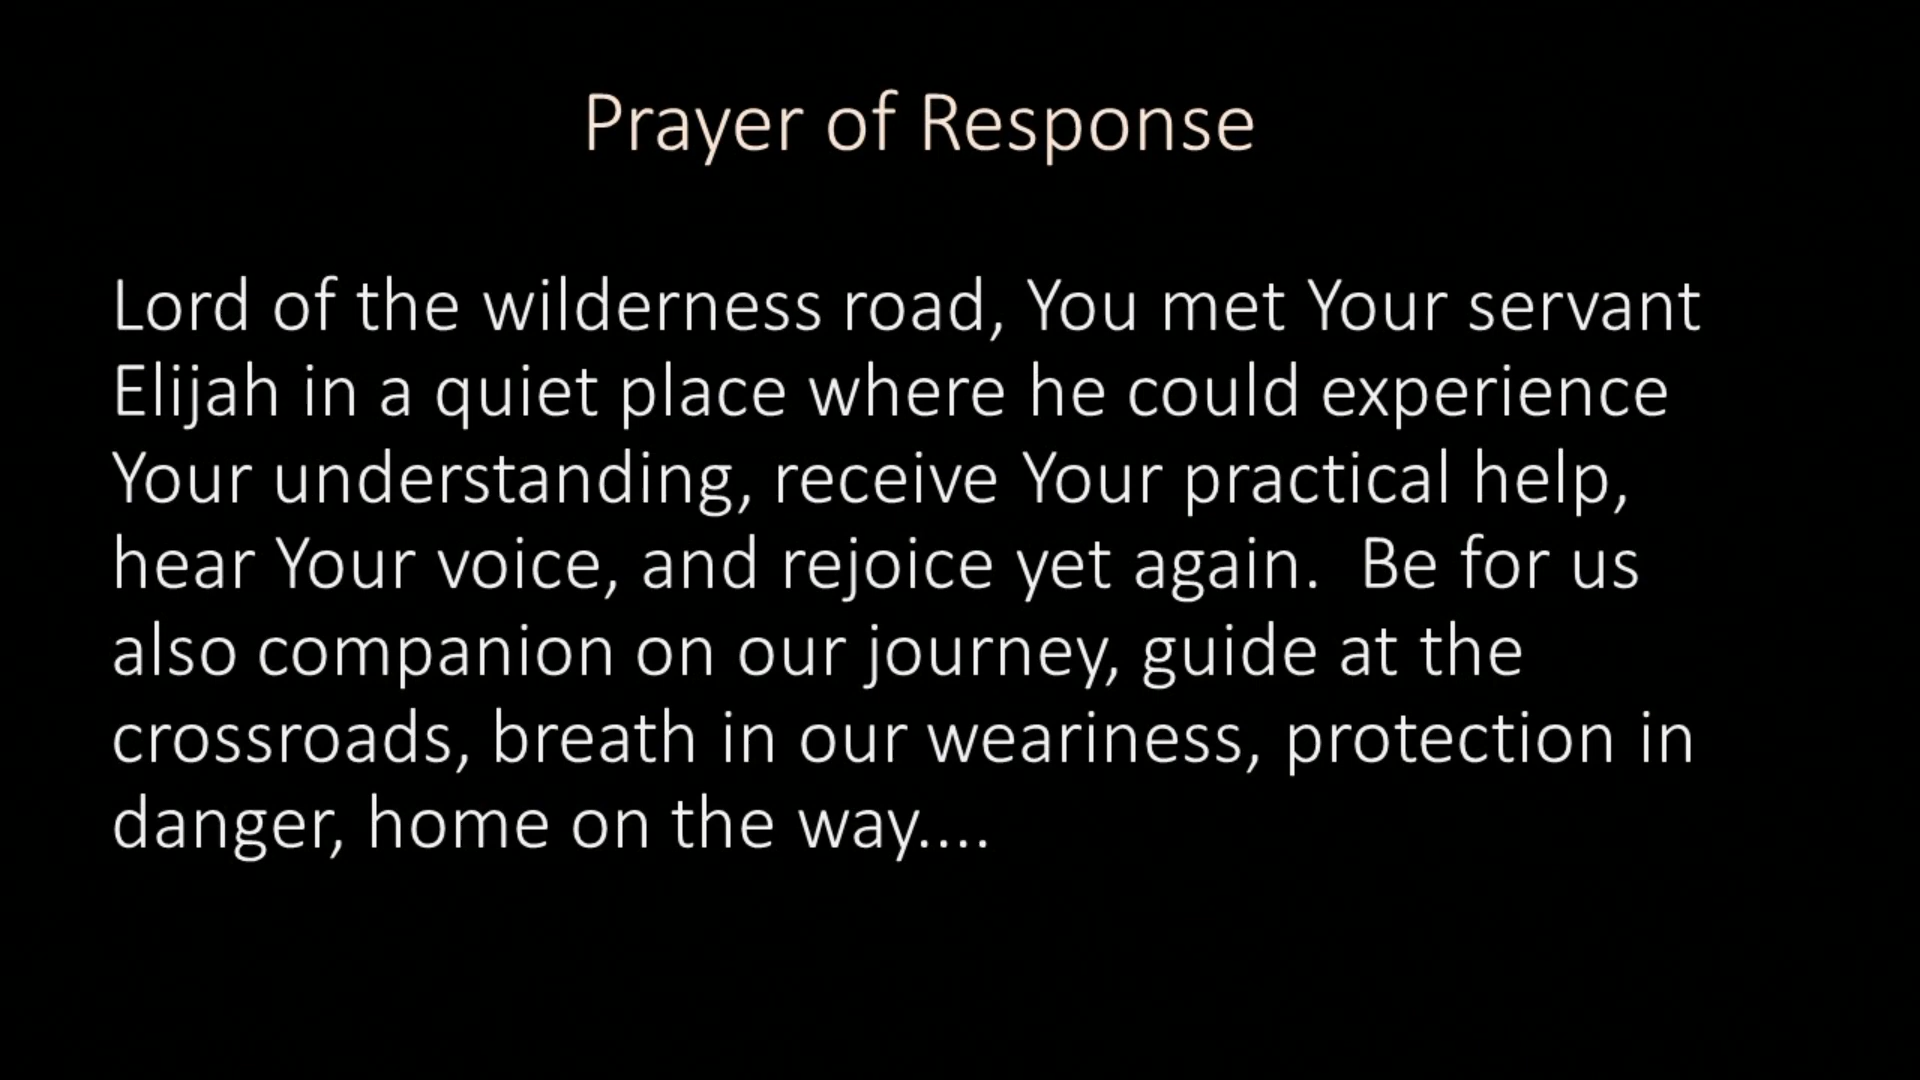 Prayer of Response
Lord of the wilderness road, You met Your servant
Elijah in a quiet place where he could experience
Your understanding, receive Your practical help,
hear Your voice, and rejoice yet again.  Be for us
also companion on our journey, guide at the
crossroads, breath in our weariness, protection in
danger, home on the way....